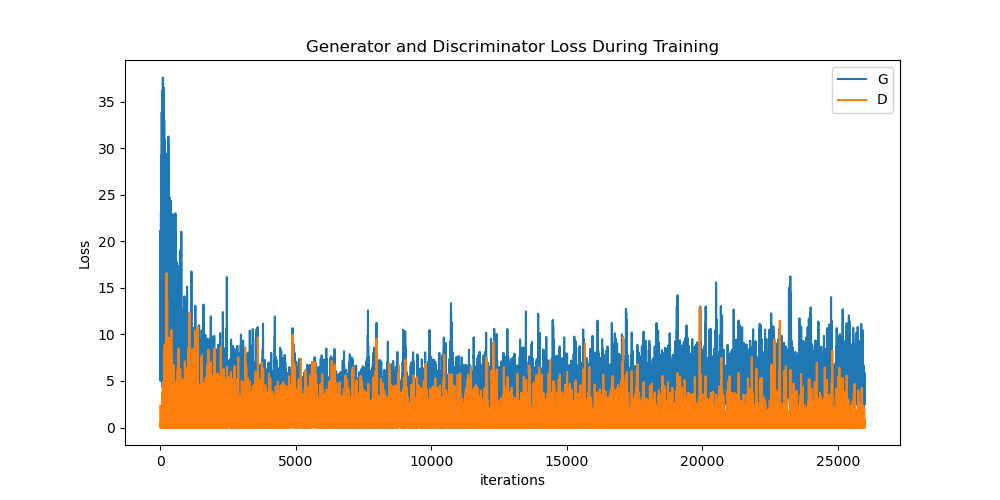 Generator and Discriminator Loss During Training
G
D
35
30
25
20
15
10
5
0
Loss
0 5000 10000 15000 20000 25000
iterations